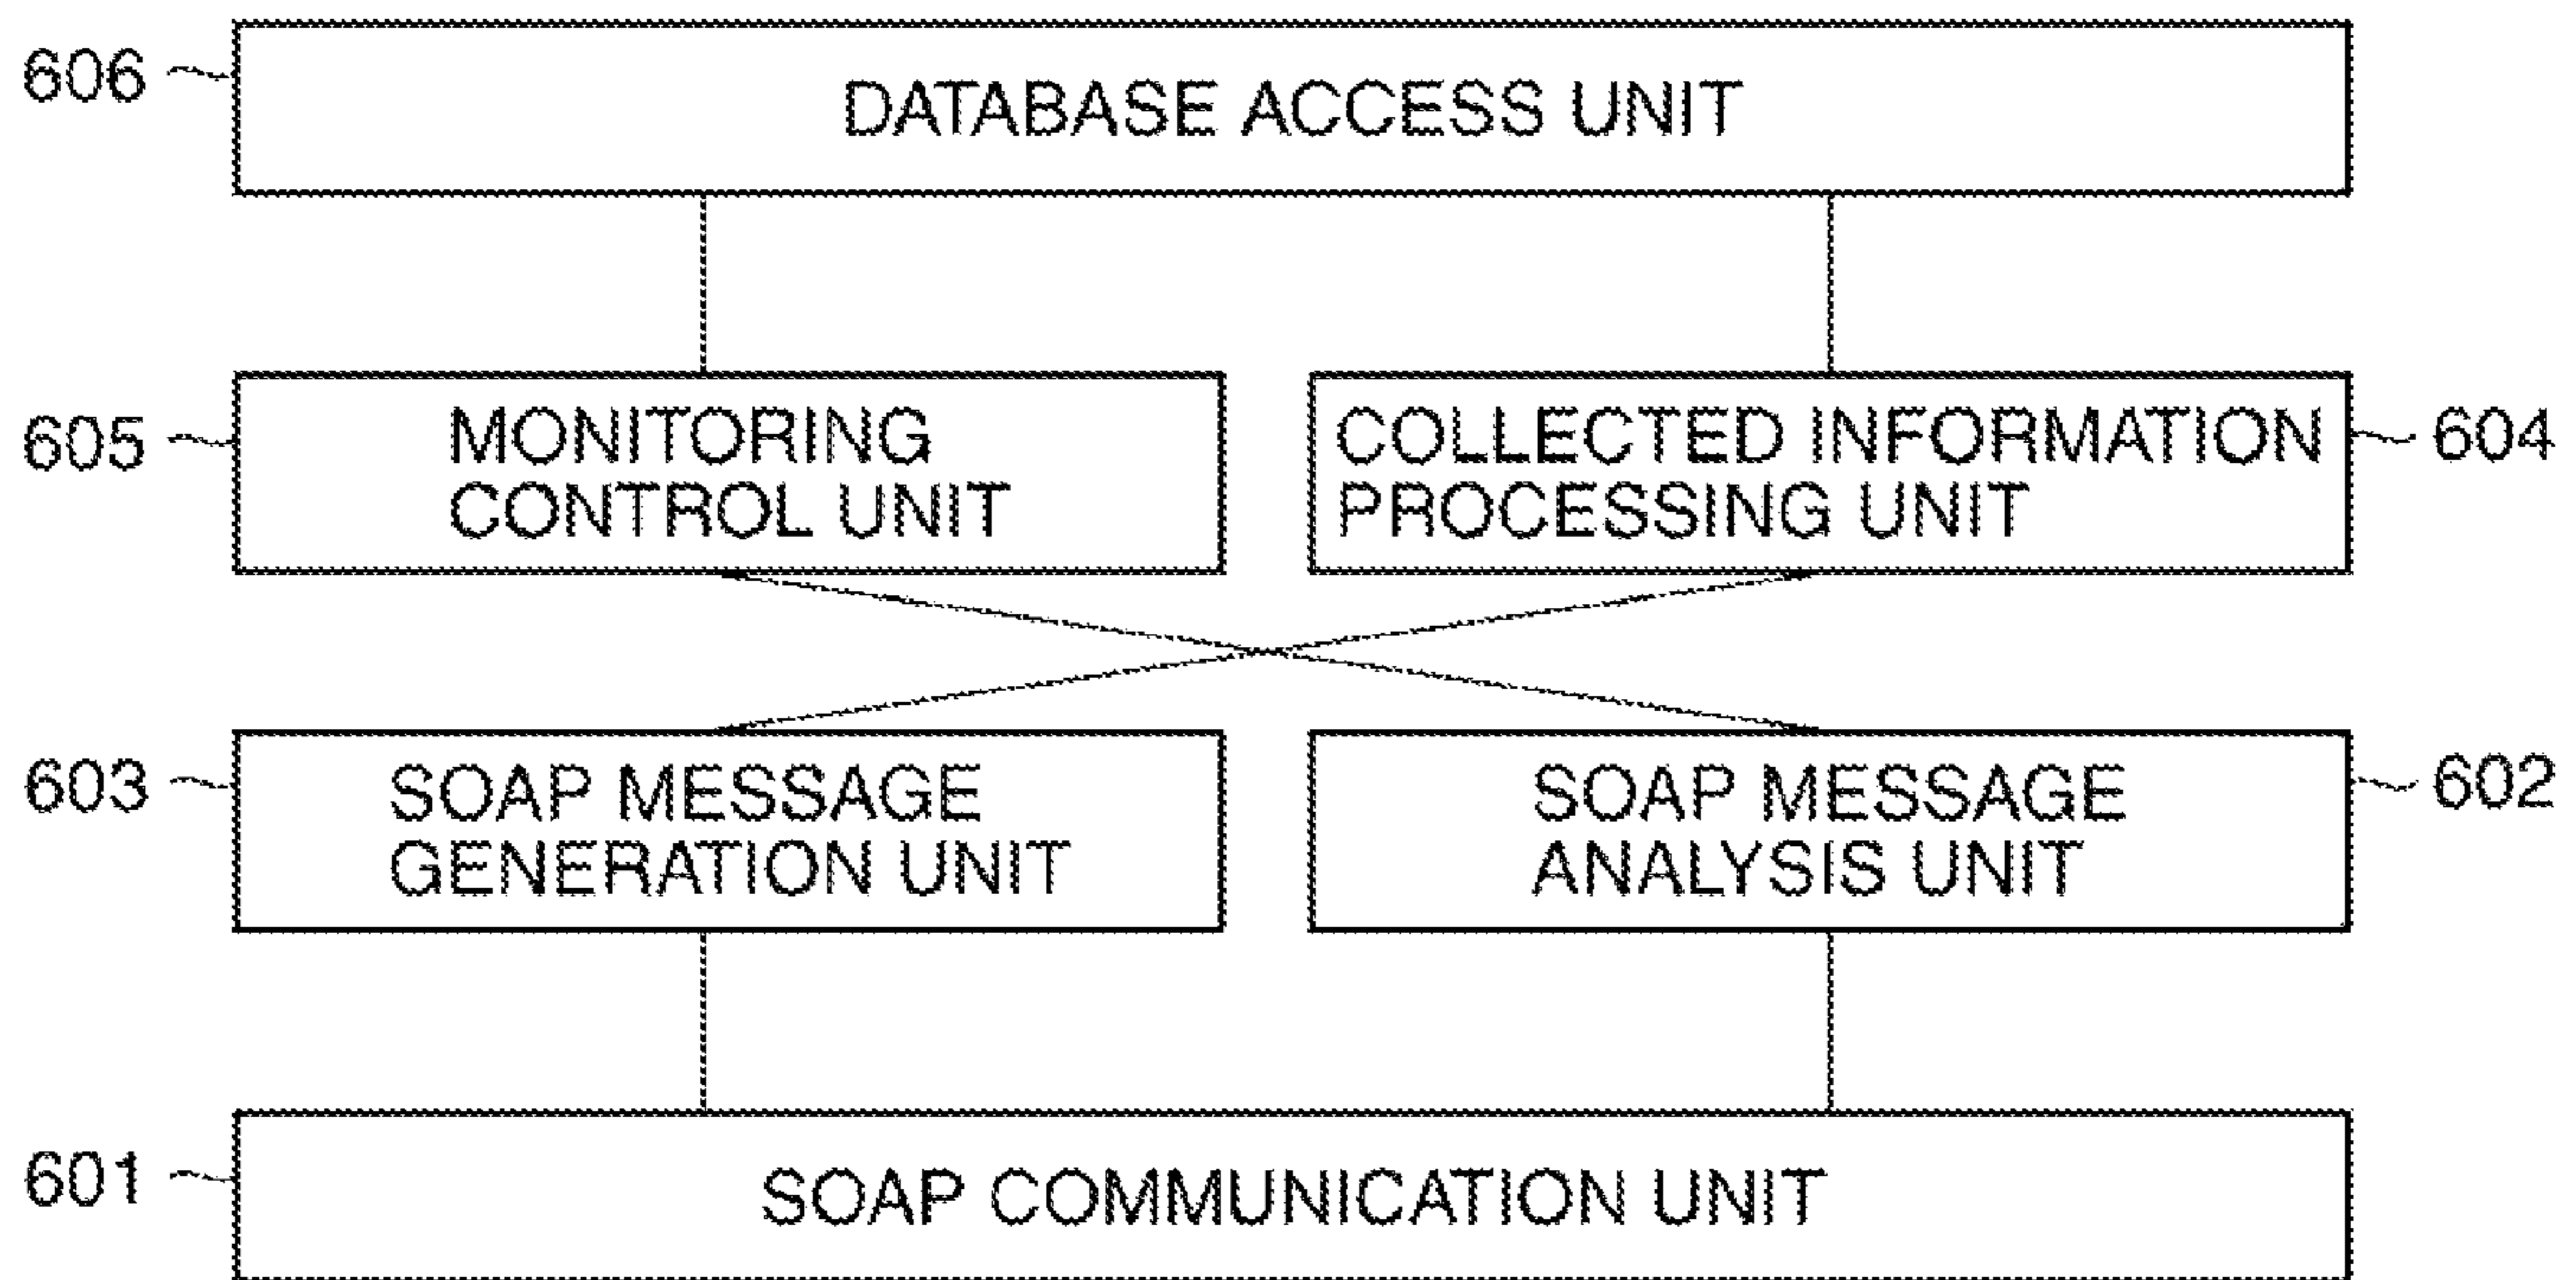 606
DATABASE ACCESS UNIT
605
MONITORING
CONTROL UNIT
COLLECTED INFORMATION
PROCESSING UNIT
604
603
SOAP MESSAGE
GENERATION UNIT
SOAP MESSAGE
ANALYSIS UNIT
602
601
SOAP COMMUNICATION UNIT